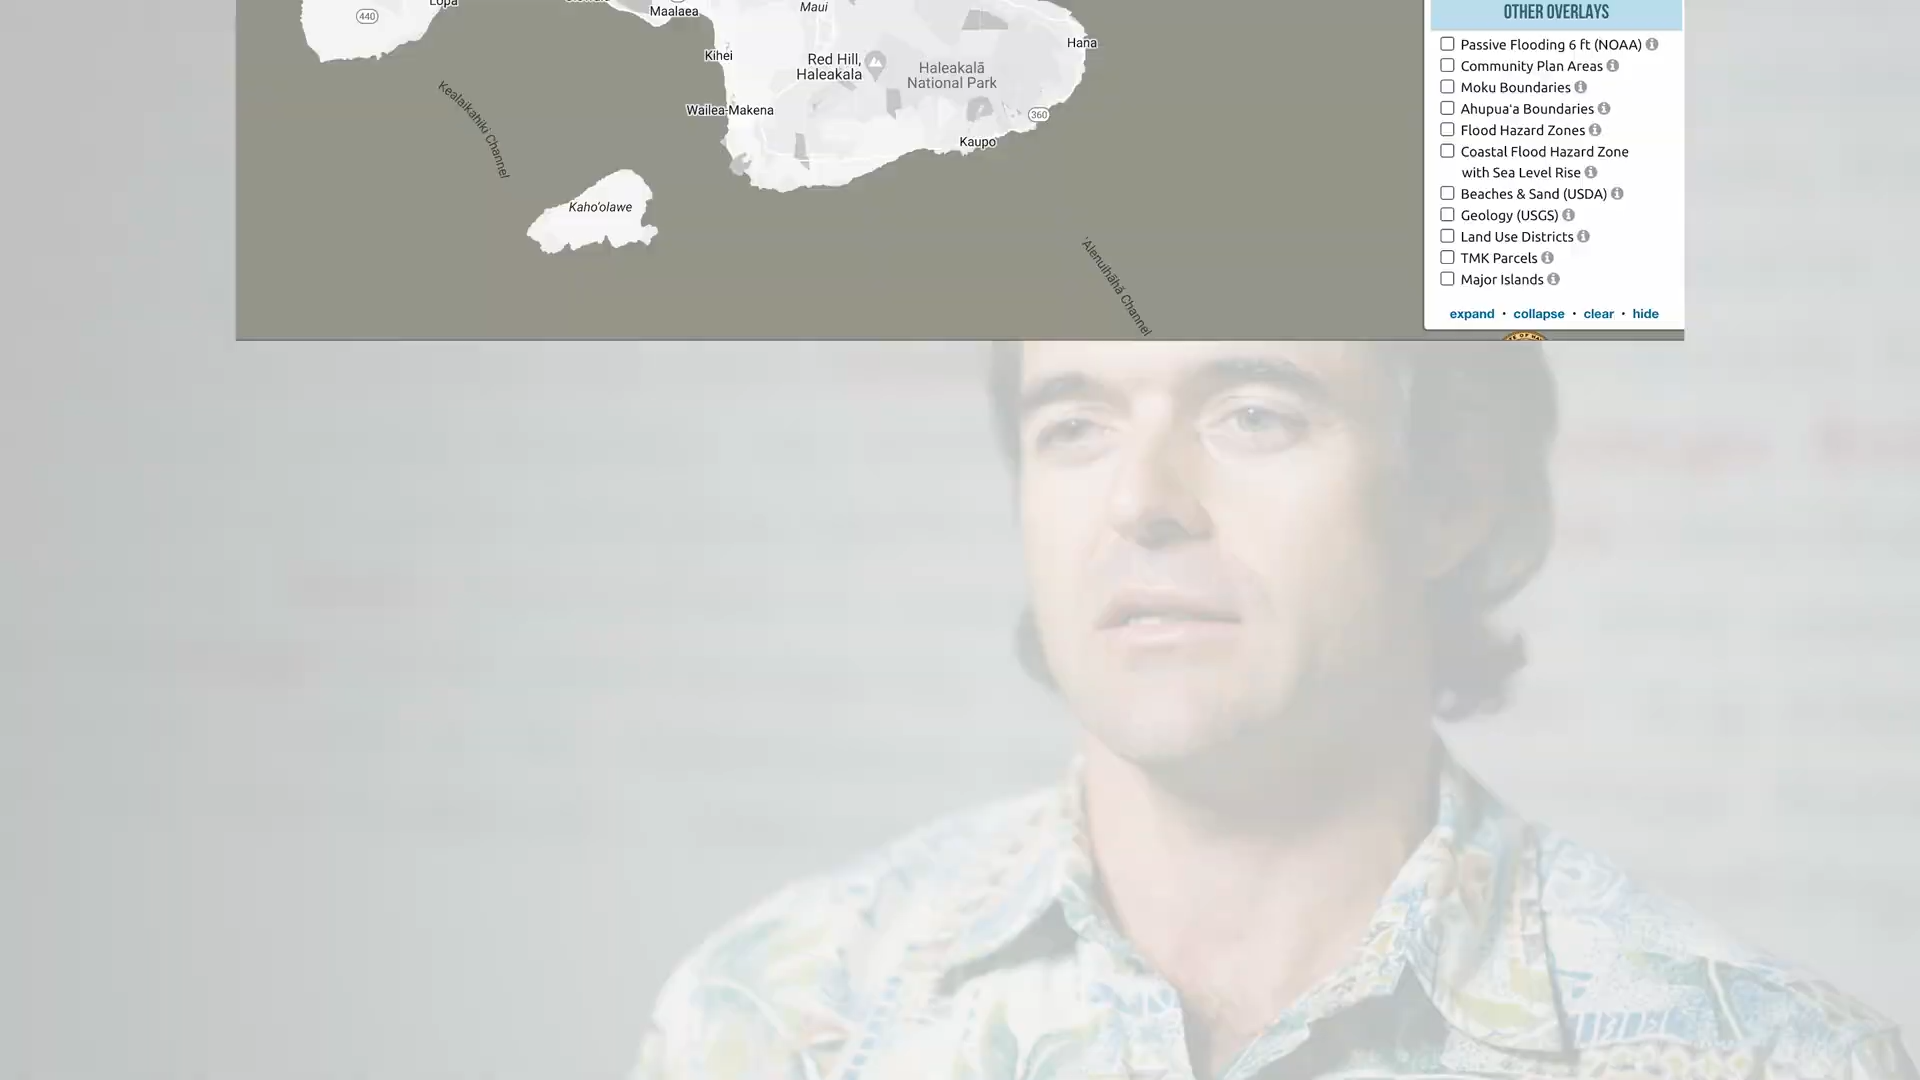 440
Maalaea
Maui
Kihei
Red Hill,
Haleakala
Haleakalā
National Park
Hana
Wailea-Makena
360
Kaupo
Kealaikahiki Channel
Kaho'olawe
'Alenuihāhā Channel
OTHER OVERLAYS
Passive Flooding 6 ft (NOAA)
Community Plan Areas
Moku Boundaries
Ahupua'a Boundaries
Flood Hazard Zones
Coastal Flood Hazard Zone
with Sea Level Rise
Beaches & Sand (USDA)
Geology (USGS)
Land Use Districts
TMK Parcels
Major Islands
expand • collapse • clear • hide